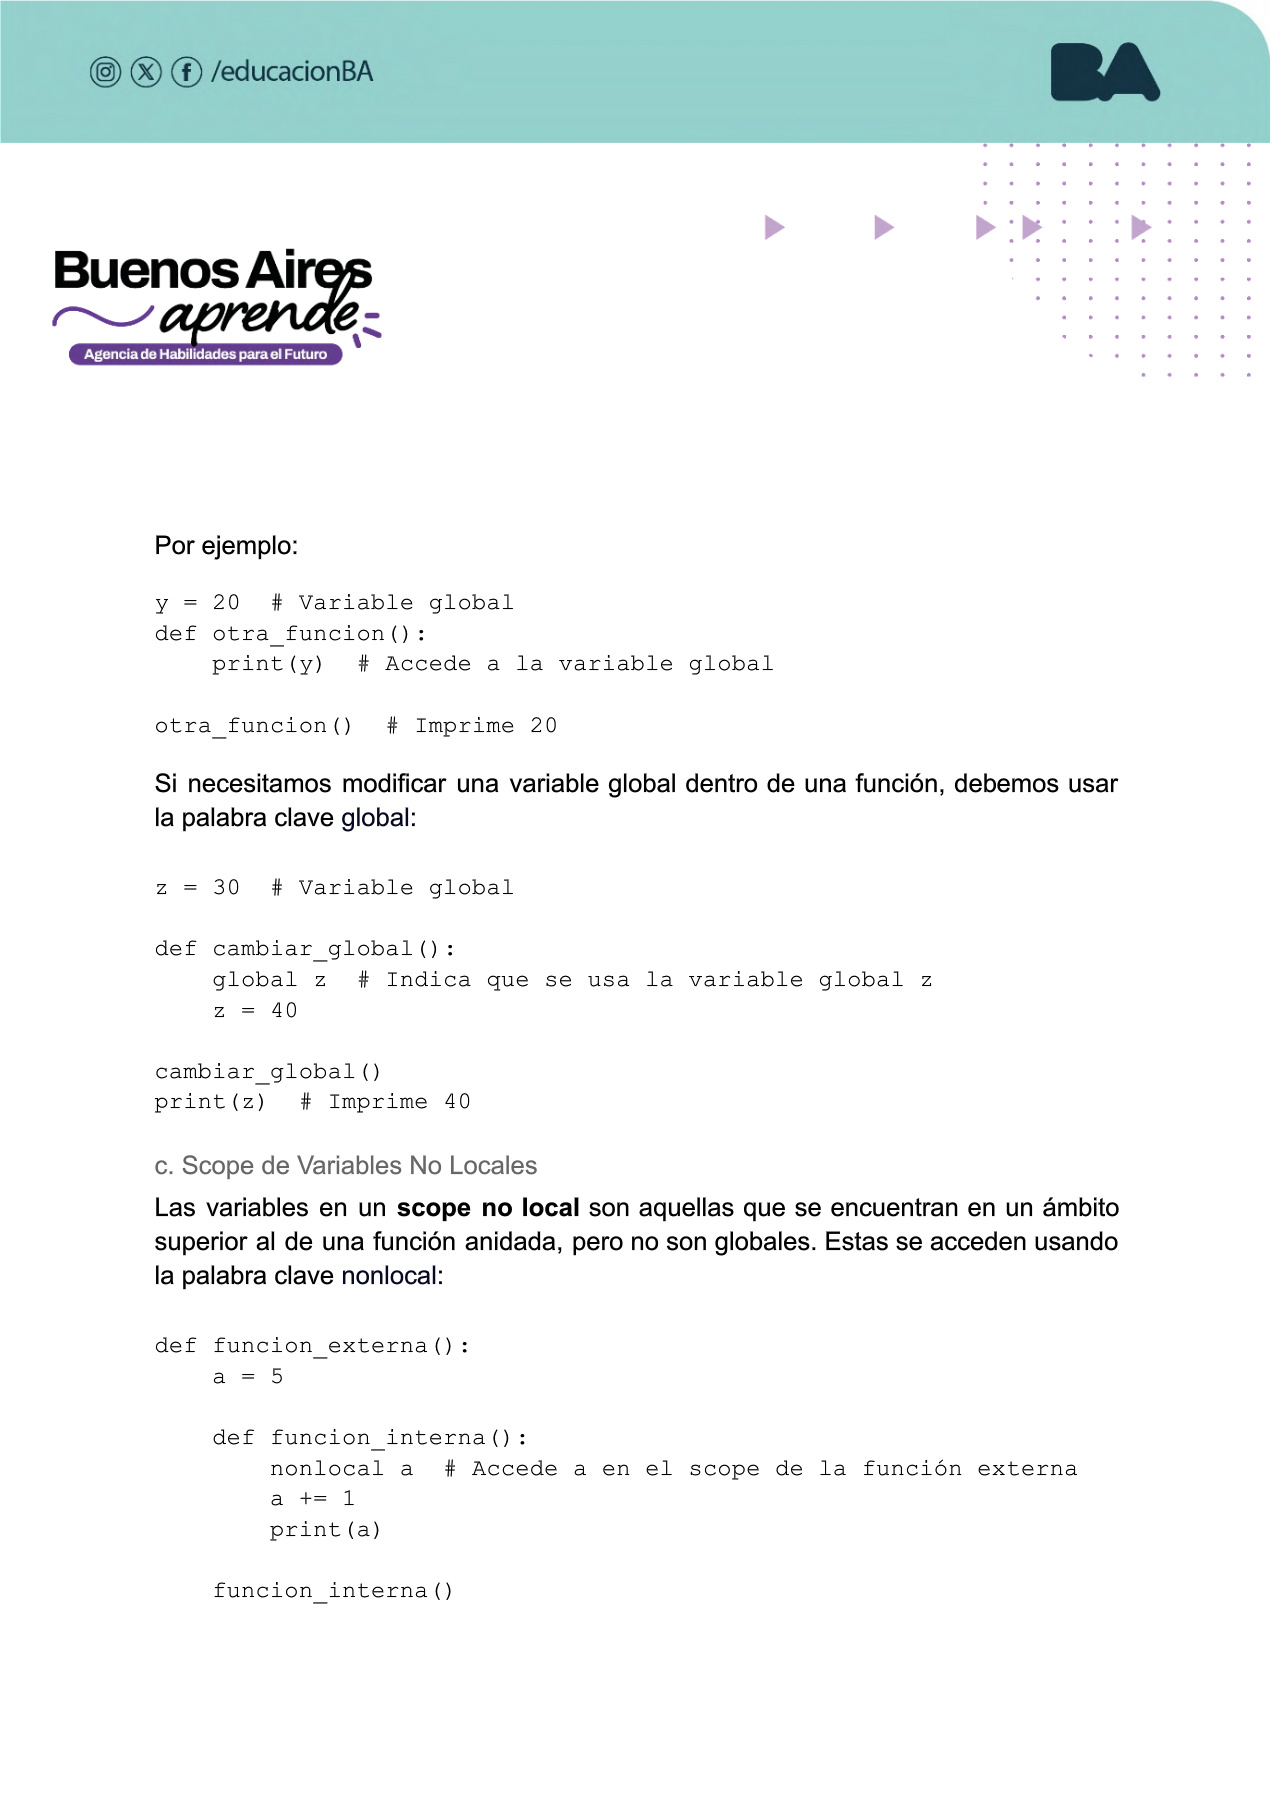 /educacionBA
BA
Buenos Aires
aprende
Agencia de Habilidades para el Futuro
Por ejemplo:
y = 20  # Variable global
def otra_funcion():
    print(y)  # Accede a la variable global
otra_funcion()  # Imprime 20
Si necesitamos modificar una variable global dentro de una función, debemos usar
la palabra clave global:
z = 30  # Variable global
def cambiar_global():
    global z  # Indica que se usa la variable global z
    z = 40
cambiar_global()
print(z)  # Imprime 40
c. Scope de Variables No Locales
Las variables en un scope no local son aquellas que se encuentran en un ámbito
superior al de una función anidada, pero no son globales. Estas se acceden usando
la palabra clave nonlocal:
def funcion_externa():
    a = 5
    def funcion_interna():
        nonlocal a  # Accede a en el scope de la función externa
        a += 1
        print(a)
    funcion_interna()